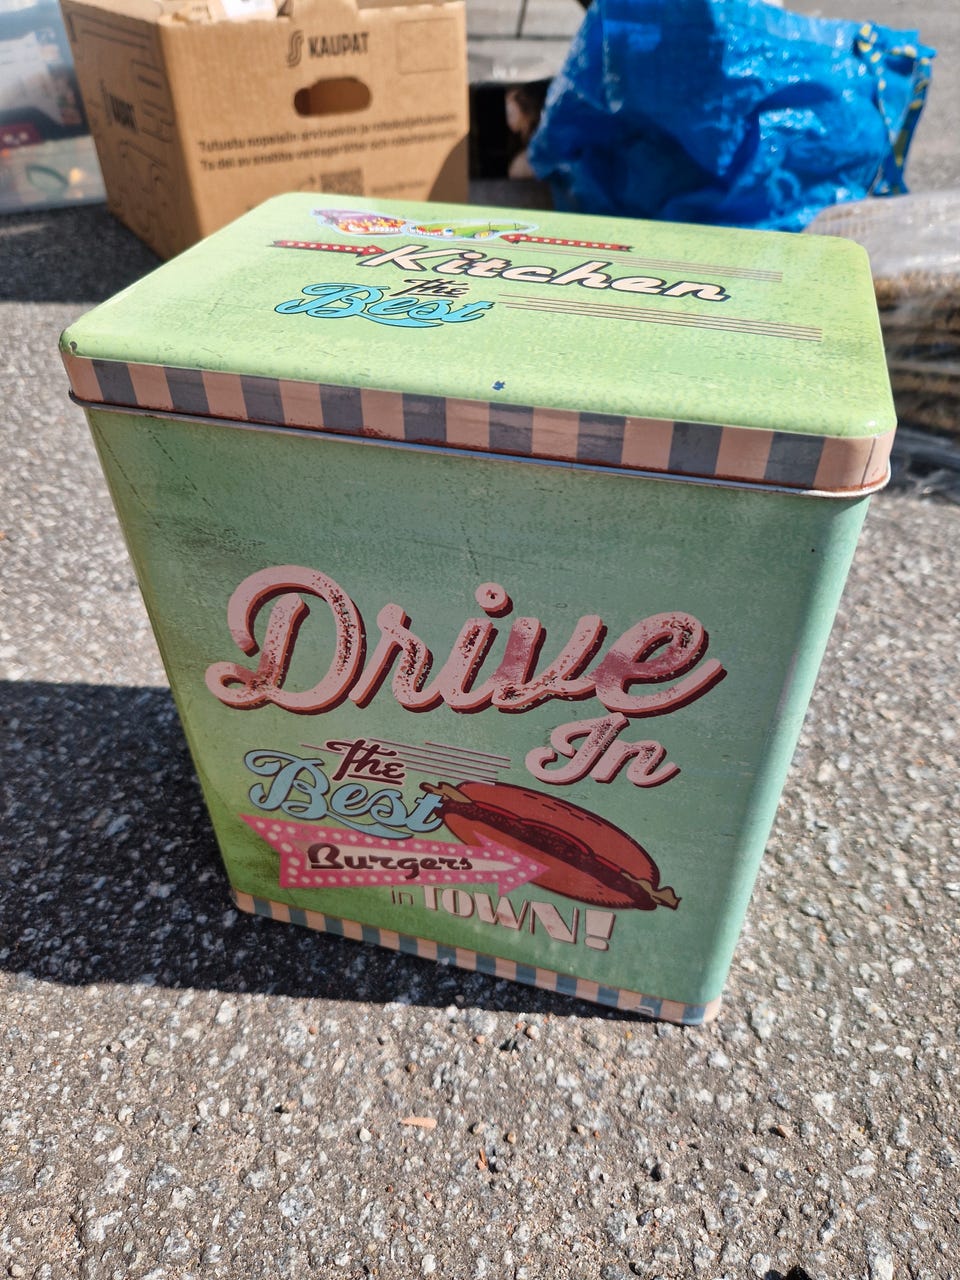 KAUPAT
Kitchen
the
Best
Drive
In
the
Best
Burgers
in TOWN!